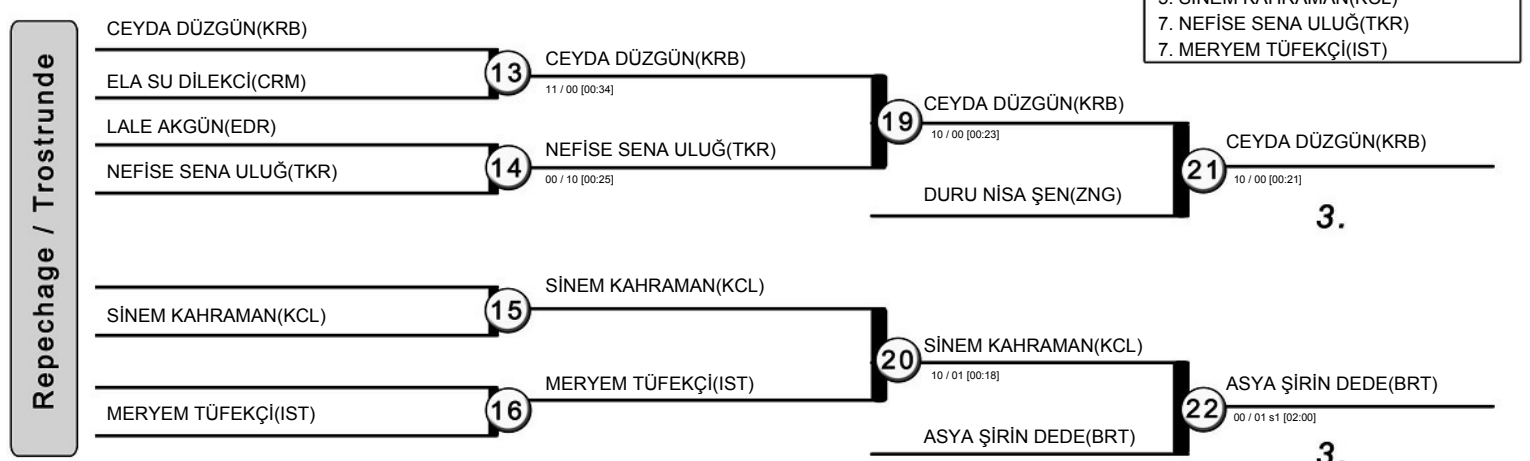 5. SİNEM KAHRAMAN(KCL)
7. NEFİSE SENA ULUĞ(TKR)
7. MERYEM TÜFEKÇİ(IST)
Repechage / Trostrunde
CEYDA DÜZGÜN(KRB)
ELA SU DİLEKCİ(CRM)
13
CEYDA DÜZGÜN(KRB)
11 / 00 [00:34]
LALE AKGÜN(EDR)
NEFİSE SENA ULUĞ(TKR)
14
NEFİSE SENA ULUĞ(TKR)
00 / 10 [00:25]
19
CEYDA DÜZGÜN(KRB)
10 / 00 [00:23]
DURU NİSA ŞEN(ZNG)
21
CEYDA DÜZGÜN(KRB)
10 / 00 [00:21]
3.
SİNEM KAHRAMAN(KCL)
15
SİNEM KAHRAMAN(KCL)
MERYEM TÜFEKÇİ(IST)
16
MERYEM TÜFEKÇİ(IST)
20
SİNEM KAHRAMAN(KCL)
10 / 01 [00:18]
ASYA ŞİRİN DEDE(BRT)
22
ASYA ŞİRİN DEDE(BRT)
00 / 01 s1 [02:00]
3.